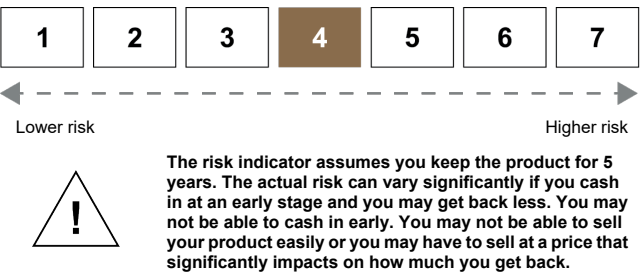 1 2 3 4 5 6 7
Lower risk Higher risk
!
The risk indicator assumes you keep the product for 5
years. The actual risk can vary significantly if you cash
in at an early stage and you may get back less. You may
not be able to cash in early. You may not be able to sell
your product easily or you may have to sell at a price that
significantly impacts on how much you get back.